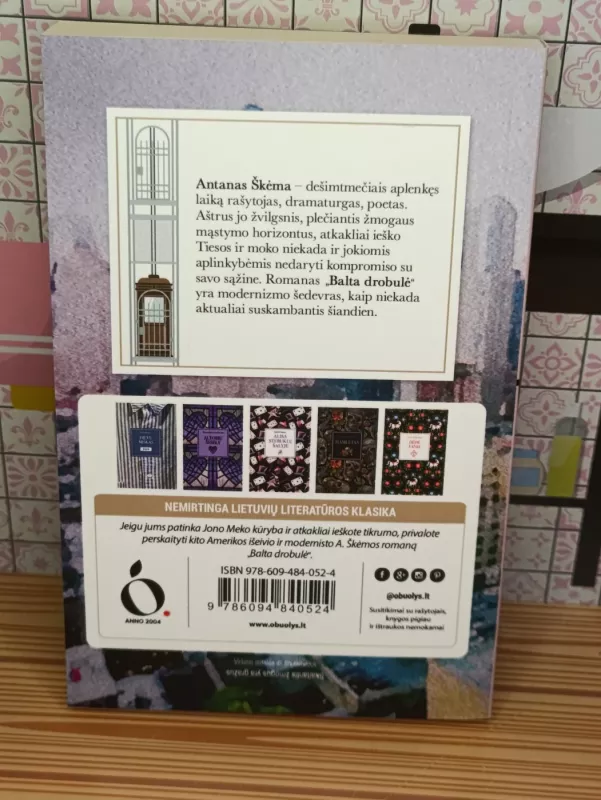 Antanas Škėma – dešimtmečiais aplenkęs
laiką rašytojas, dramaturgas, poetas.
Aštrus jo žvilgsnis, plečiantis žmogaus
mąstymo horizontus, atkakliai ieško
Tiesos ir moko niekada ir jokiomis
aplinkybėmis nedaryti kompromiso su
savo sąžine. Romanas „Balta drobulė“
yra modernizmo šedevras, kaip niekada
aktualiai suskambantis šiandien.
ALTORIŲ ŠEŠĖLY
NEMIRTINGA LIETUVIŲ LITERATŪROS KLASIKA
Jeigu jums patinka Jono Meko kūryba ir atkakliai ieškote tikrumo, privalote
perskaityti kito Amerikos išeivio ir modernisto A. Škėmos romaną
„Balta drobulė“.
ISBN 978-609-484-052-4
9 786094 840524
www.obuolys.lt
ANNO 2004
@obuolys.lt
Susitikimai su rašytojais,
knygos pigiau
ir ištraukos nemokamai